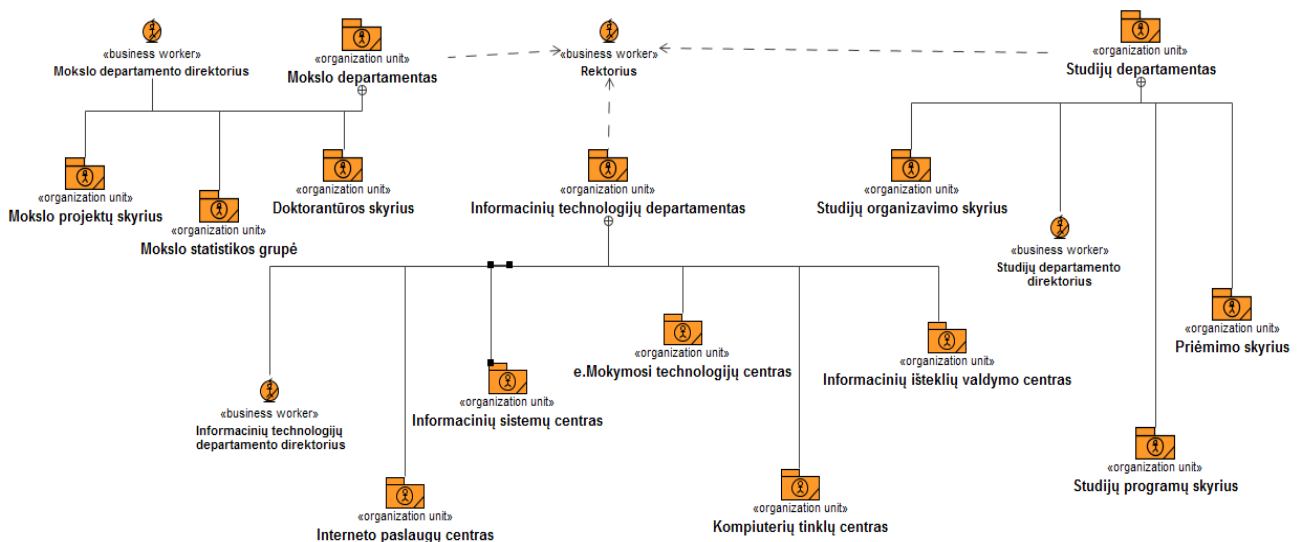 «business worker»
Mokslo departamento direktorius
«organization unit»
Mokslo departamentas
«business worker»
Rektorius
«organization unit»
Studijų departamentas
«organization unit»
Mokslo projektų skyrius
«organization unit»
Mokslo statistikos grupė
«organization unit»
Doktorantūros skyrius
«organization unit»
Informacinių technologijų departamentas
«organization unit»
Studijų organizavimo skyrius
«business worker»
Studijų departamento
direktorius
«organization unit»
Priėmimo skyrius
«organization unit»
Studijų programų skyrius
«business worker»
Informacinių technologijų
departamento direktorius
«organization unit»
Interneto paslaugų centras
«organization unit»
Informacinių sistemų centras
«organization unit»
e.Mokymosi technologijų centras
«organization unit»
Kompiuterių tinklų centras
«organization unit»
Informacinių išteklių valdymo centras